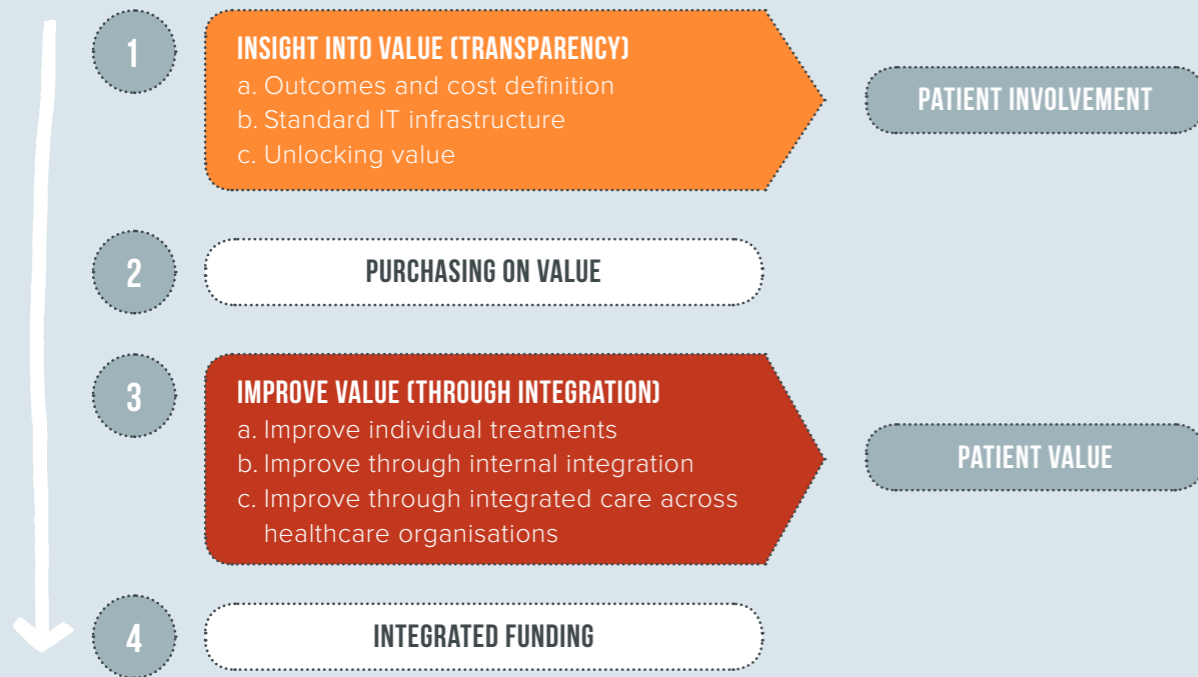 1
INSIGHT INTO VALUE (TRANSPARENCY)
a. Outcomes and cost definition
b. Standard IT infrastructure
c. Unlocking value
PATIENT INVOLVEMENT
2
PURCHASING ON VALUE
3
IMPROVE VALUE (THROUGH INTEGRATION)
a. Improve individual treatments
b. Improve through internal integration
c. Improve through integrated care across
healthcare organisations
PATIENT VALUE
4
INTEGRATED FUNDING